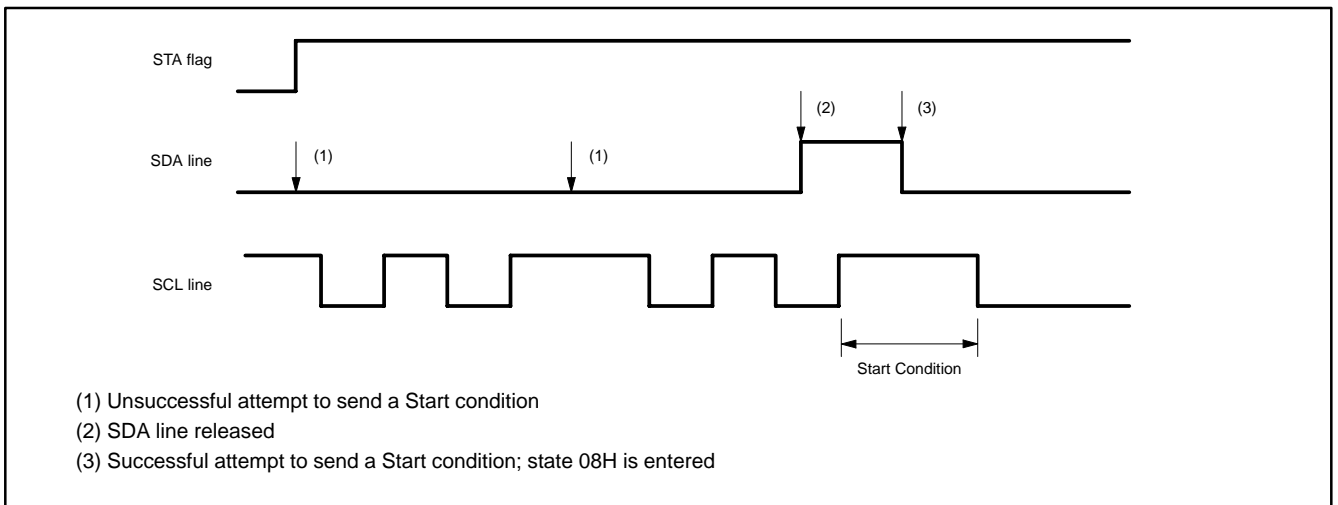 STA flag
(2)
(3)
SDA line
(1)
(1)
SCL line
Start Condition
(1) Unsuccessful attempt to send a Start condition
(2) SDA line released
(3) Successful attempt to send a Start condition; state 08H is entered